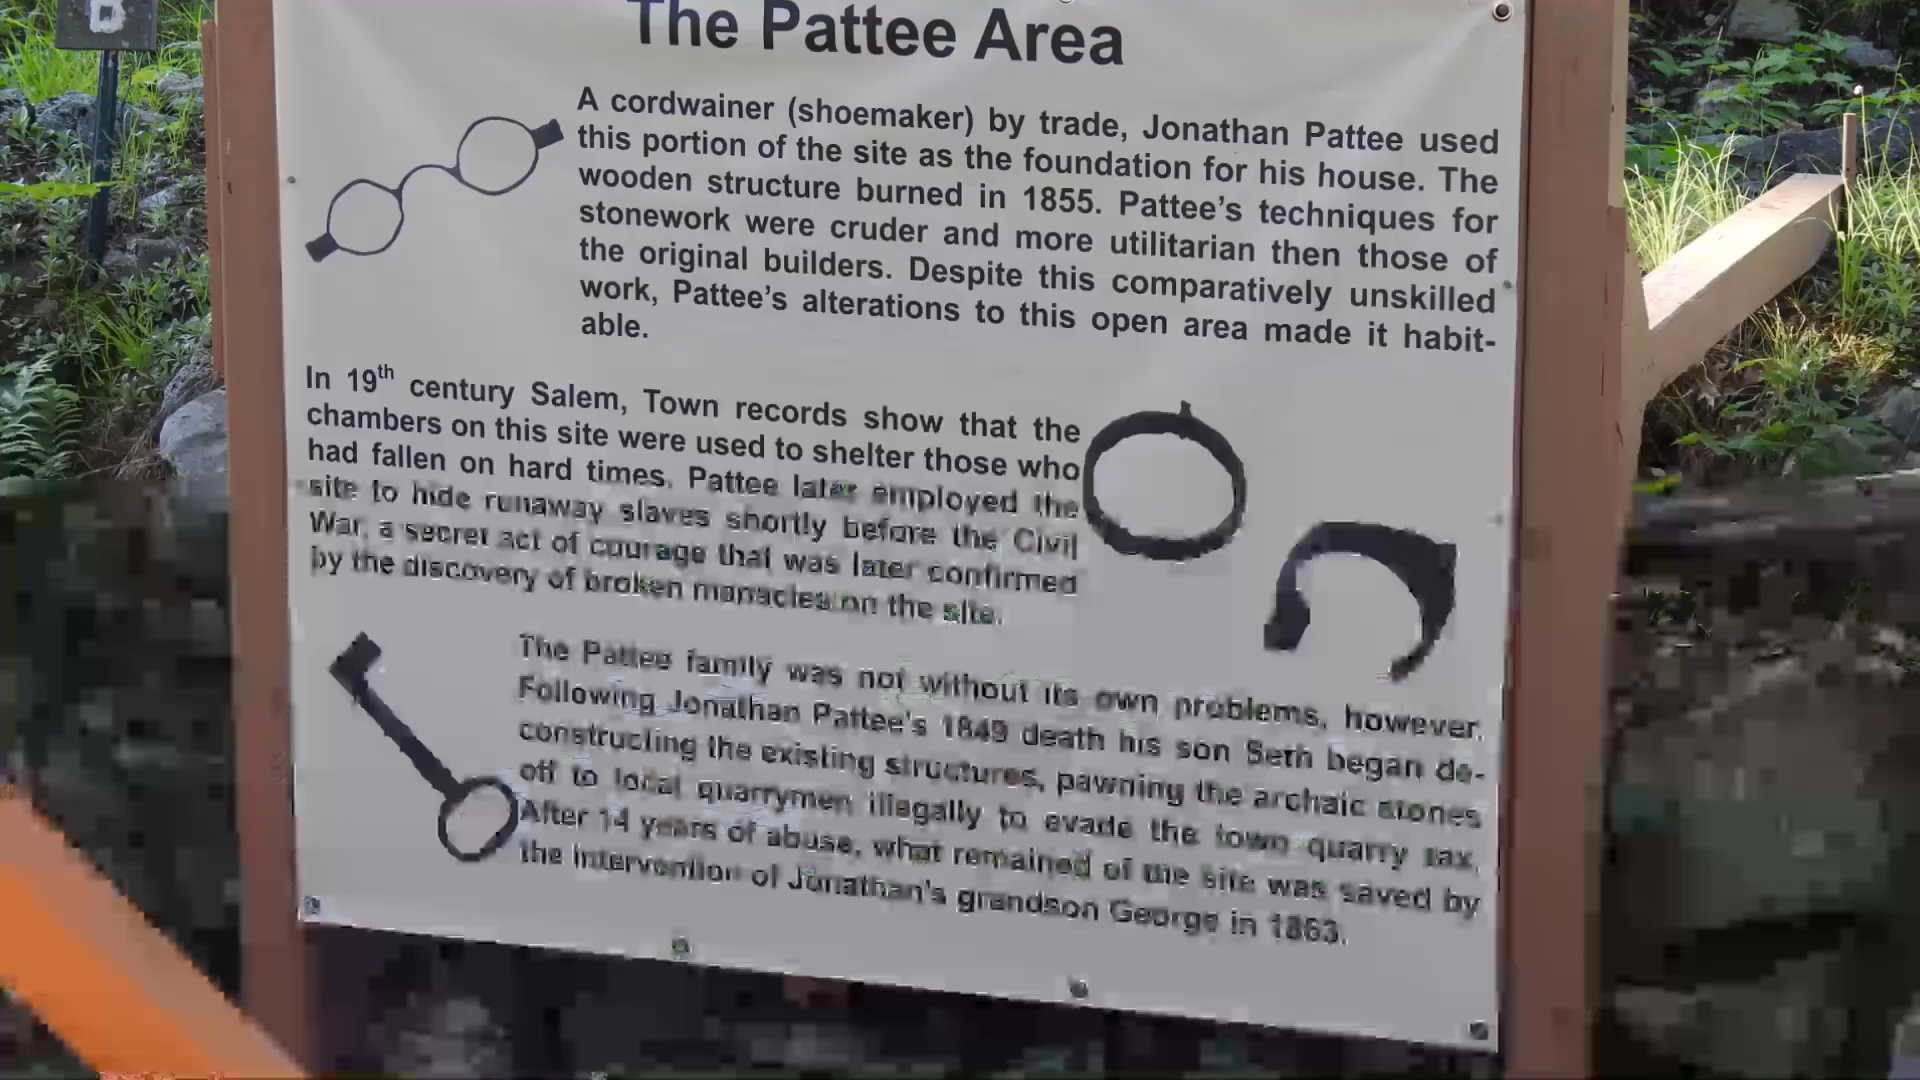 B
The Pattee Area
A cordwainer (shoemaker) by trade, Jonathan Pattee used
this portion of the site as the foundation for his house. The
wooden structure burned in 1855. Pattee's techniques for
stonework were cruder and more utilitarian then those of
the original builders. Despite this comparatively unskilled
work, Pattee's alterations to this open area made it habit-
able.
In 19th century Salem, Town records show that the
chambers on this site were used to shelter those who
had fallen on hard times. Pattee later employed the
site to hide runaway slaves shortly before the Civil
War, a secret act of courage that was later confirmed
by the discovery of broken manacles on the site.
The Pattee family was not without its own problems, however.
Following Jonathan Pattee's 1849 death his son Seth began de-
constructing the existing structures, pawning the archaic stones
off to local quarrymen illegally to evade the town quarry tax.
After 14 years of abuse, what remained of the site was saved by
the intervention of Jonathan's grandson George in 1863.